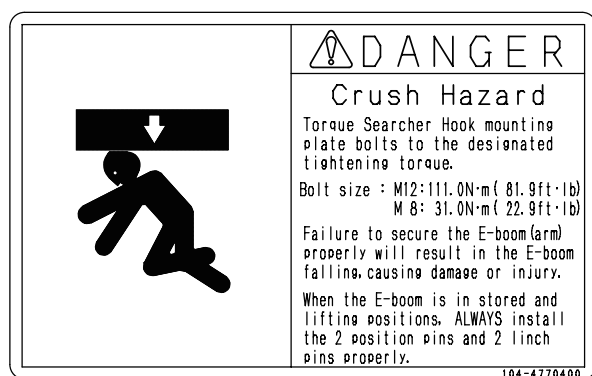 DANGER
Crush Hazard
Torque Searcher Hook mounting
plate bolts to the designated
tightening torque.
Bolt size : M12:111.0N·m( 81.9ft·lb)
M 8: 31.0N·m( 22.9ft·lb)
Failure to secure the E-boom(arm)
properly will result in the E-boom
falling, causing damage or injury.
When the E-boom is in stored and
lifting positions, ALWAYS install
the 2 position pins and 2 linch
pins properly.
104-4770400